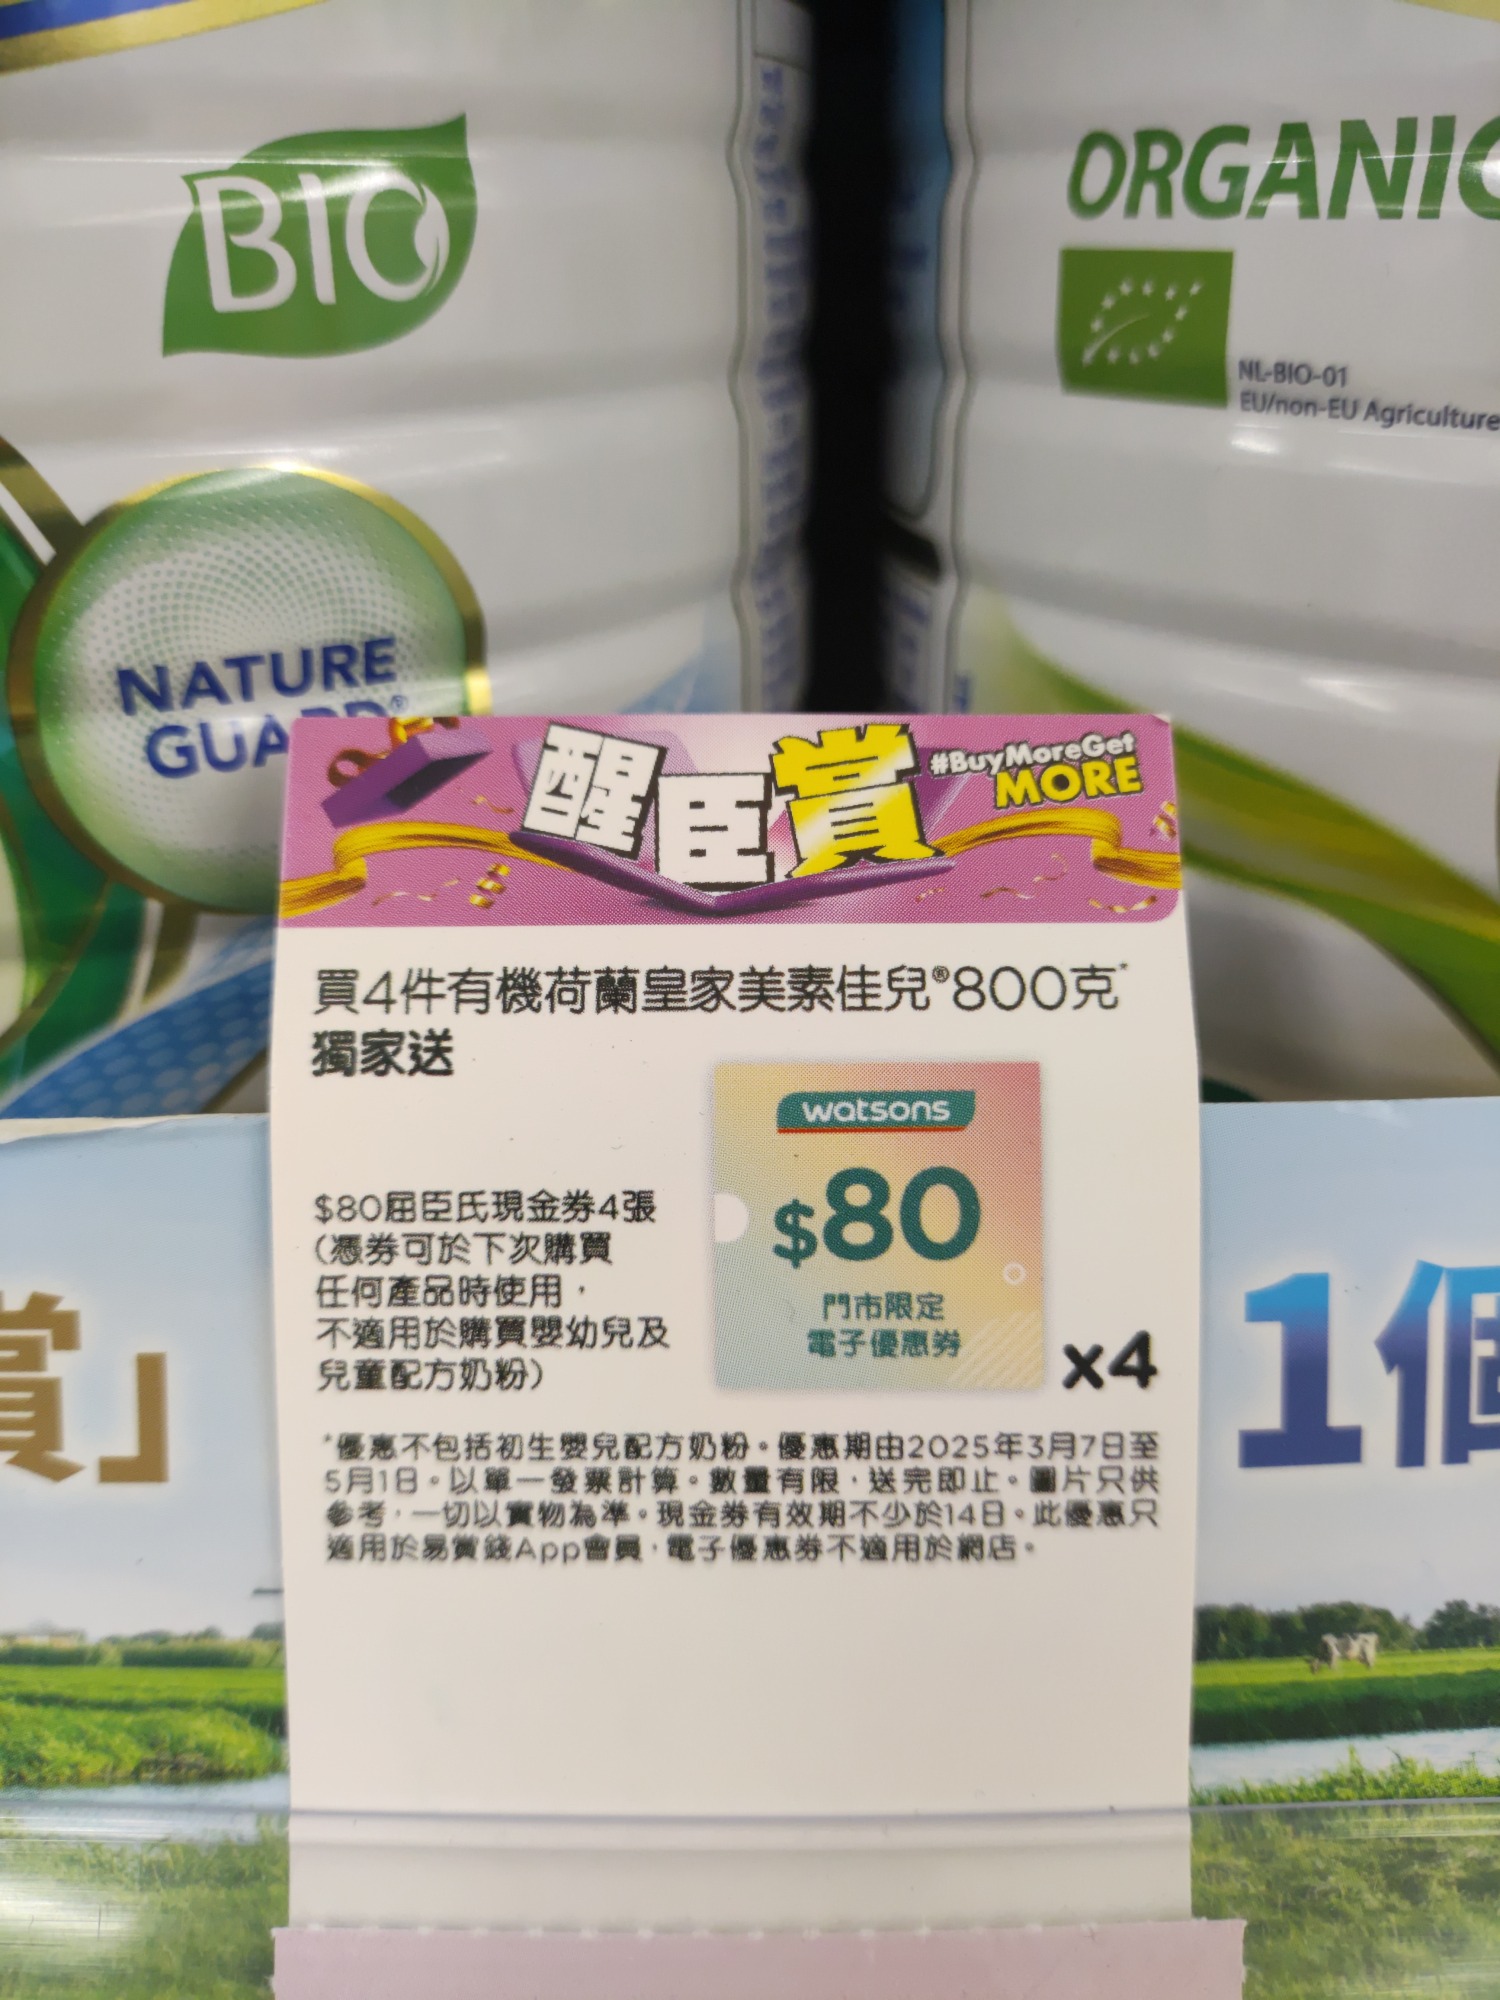 BIO
ORGANIC
NL-BIO-01
EU/non-EU Agriculture
NATURE
GUARD®
醒臣賞
#BuyMoreGet
MORE
買4件有機荷蘭皇家美素佳兒®800克*
獨家送
watsons
$80
門市限定
電子優惠券
x4
$80屈臣氏現金券4張
(憑券可於下次購買
任何產品時使用，
不適用於購買嬰幼兒及
兒童配方奶粉)
*優惠不包括初生嬰兒配方奶粉。優惠期由2025年3月7日至
5月1日。以單一發票計算。數量有限，送完即止。圖片只供
參考，一切以實物為準。現金券有效期不少於14日。此優惠只
適用於易賞錢App會員，電子優惠券不適用於網店。
賞」
1個